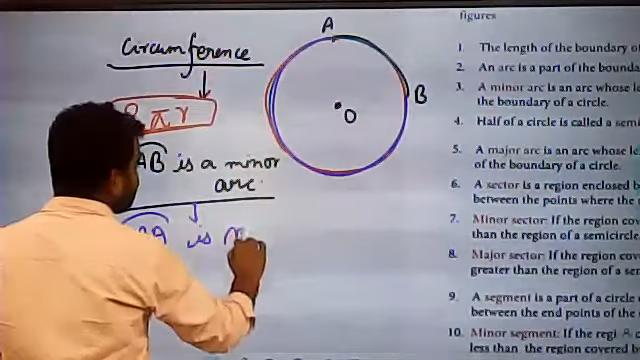 figures
A
Circumference
1. The length of the boundary of
2. An arc is a part of the bounda
3. A minor arc is an arc whose le
the boundary of a circle.
B
2πr
O
4. Half of a circle is called a semi
AB is a minor
arc.
5. A major arc is an arc whose le
of the boundary of a circle.
6. A sector is a region enclosed b
between the points where the
is
7. Minor sector: If the region cov
than the region of a semicircle
8. Major sector: If the region cov
greater than the region of a se
9. A segment is a part of a circle
between the end points of the
10. Minor segment: If the regi
less than the region covered b